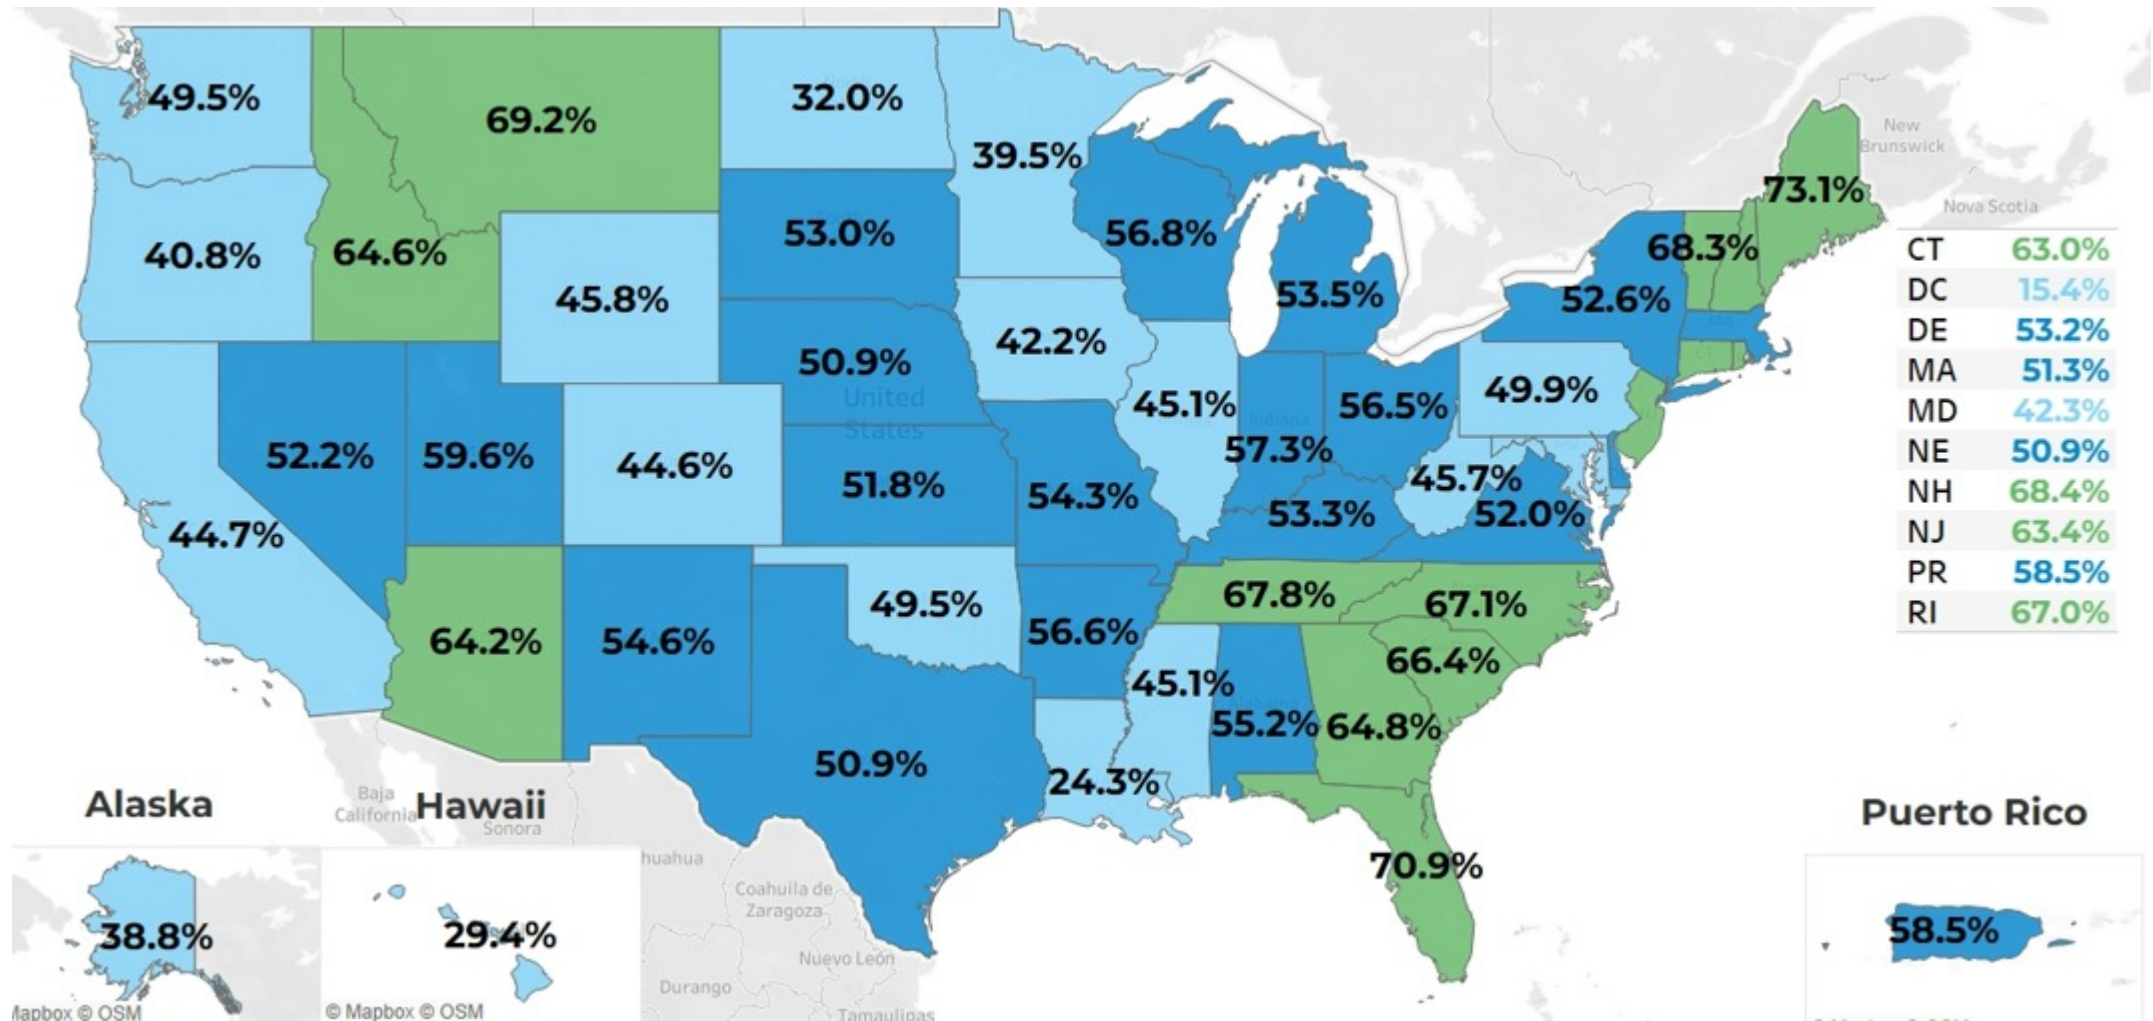 49.5%
69.2%
32.0%
39.5%
New
Brunswick
73.1%
Nova Scotia
40.8%
64.6%
45.8%
53.0%
56.8%
53.5%
68.3%
52.6%
CT 63.0%
DC 15.4%
DE 53.2%
MA 51.3%
MD 42.3%
NE 50.9%
NH 68.4%
NJ 63.4%
PR 58.5%
RI 67.0%
42.2%
50.9%
United
States
MA
CT
45.1%
Indiana
57.3%
56.5%
49.9%
52.2%
59.6%
44.6%
51.8%
54.3%
45.7%
52.0%
53.3%
44.7%
64.2%
54.6%
49.5%
56.6%
67.8%
North
67.1%
66.4%
45.1%
Alabama
55.2%
64.8%
50.9%
24.3%
70.9%
Alaska
Baja
California
Hawaii
Sonora
Puerto Rico
huahua
Coahuila de
Zaragoza
Nuevo León
Durango
Tamaulipas
38.8%
29.4%
58.5%
Mapbox © OSM
© Mapbox © OSM